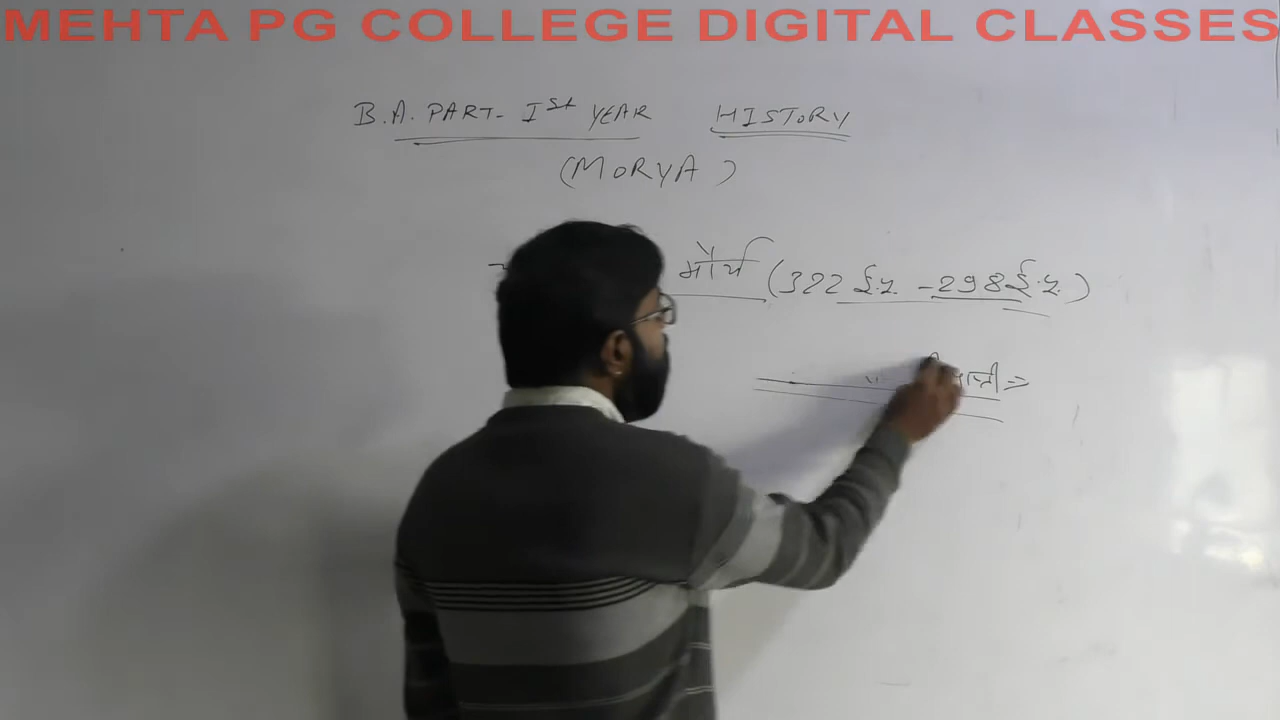 MEHTA PG COLLEGE DIGITAL CLASSES
B.A. PART- Ist YEAR HISTORY
(MORYA)
मौर्य (322 ई.पू. - 298 ई.पू.)